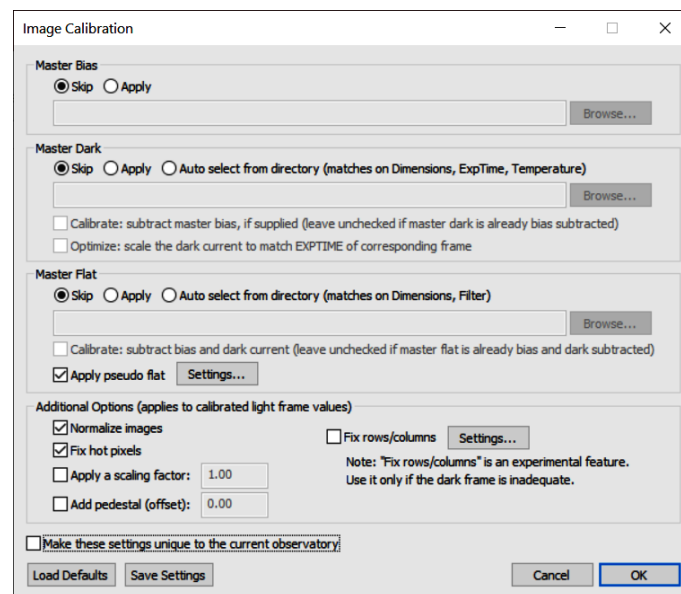 Image Calibration
Master Bias
Skip Apply
Browse...
Master Dark
Skip Apply Auto select from directory (matches on Dimensions, ExpTime, Temperature)
Browse...
Calibrate: subtract master bias, if supplied (leave unchecked if master dark is already bias subtracted)
Optimize: scale the dark current to match EXPTIME of corresponding frame
Master Flat
Skip Apply Auto select from directory (matches on Dimensions, Filter)
Browse...
Calibrate: subtract bias and dark current (leave unchecked if master flat is already bias and dark subtracted)
Apply pseudo flat Settings...
Additional Options (applies to calibrated light frame values)
Normalize images
Fix hot pixels
Apply a scaling factor: 1.00
Add pedestal (offset): 0.00
Fix rows/columns Settings...
Note: "Fix rows/columns" is an experimental feature.
Use it only if the dark frame is inadequate.
Make these settings unique to the current observatory
Load Defaults Save Settings Cancel OK